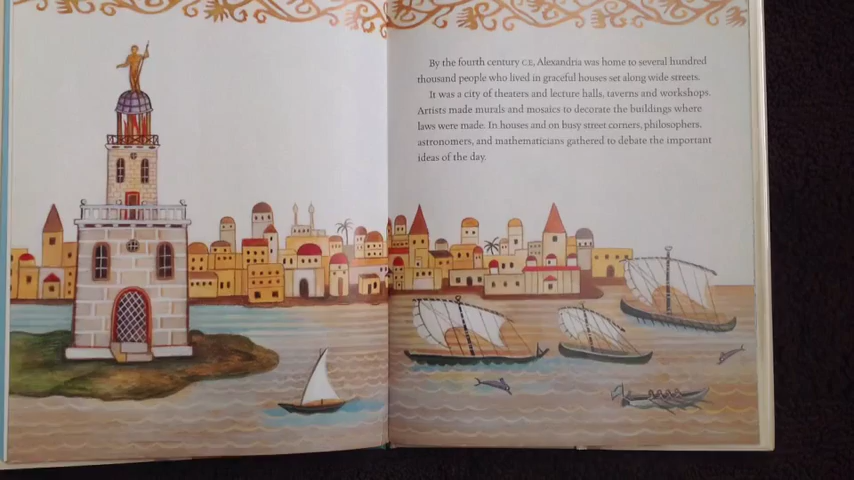 By the fourth century CE, Alexandria was home to several hundred
thousand people who lived in graceful houses set along wide streets.
It was a city of theaters and lecture halls, taverns and workshops.
Artists made murals and mosaics to decorate the buildings where
laws were made. In houses and on busy street corners, philosophers,
astronomers, and mathematicians gathered to debate the important
ideas of the day.